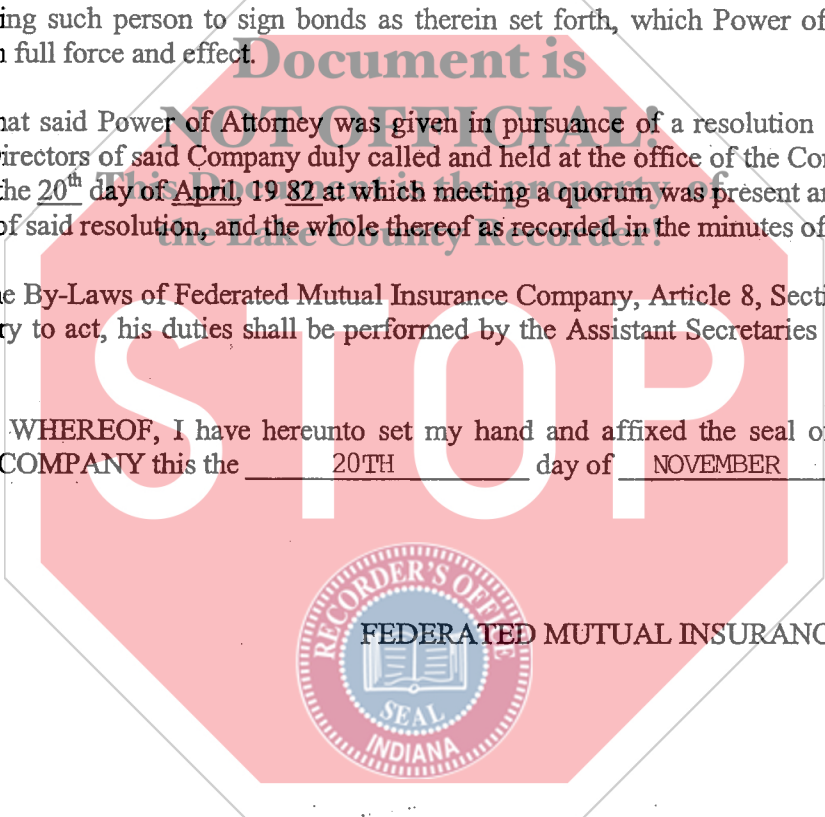 ing such person to sign bonds as therein set forth, which Power of
full force and effect.
Document is
NOT OFFICIAL!
This Document is the property of
the Lake County Recorder!
hat said Power of Attorney was given in pursuance of a resolution
irectors of said Company duly called and held at the office of the Co
the 20th day of April, 19 82 at which meeting a quorum was present a
of said resolution, and the whole thereof as recorded in the minutes of
e By-Laws of Federated Mutual Insurance Company, Article 8, Secti
ry to act, his duties shall be performed by the Assistant Secretaries
STOP
WHEREOF, I have hereunto set my hand and affixed the seal o
COMPANY this the 20TH day of NOVEMBER
RECORDER'S OFFICE
FEDERATED MUTUAL INSURANC
SEAL
INDIANA